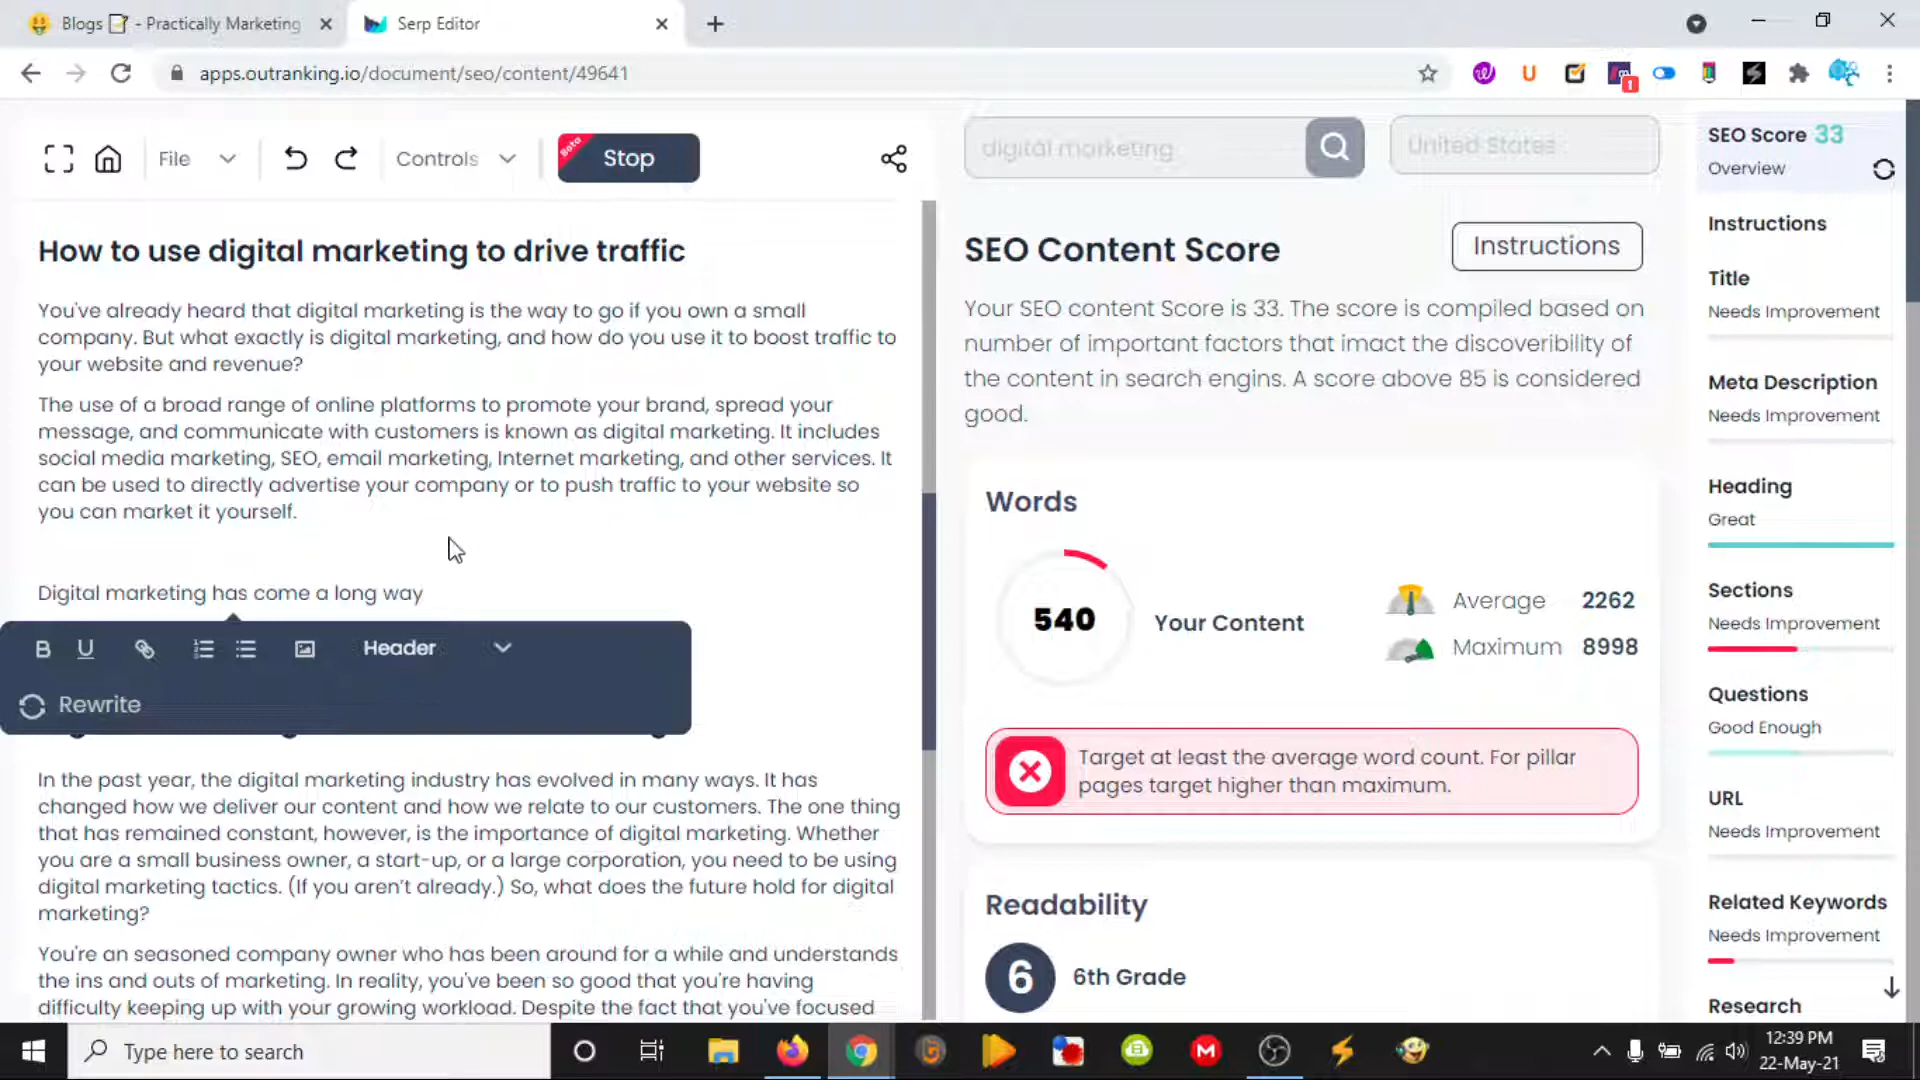 Blogs - Practically Marketing
Serp Editor
apps.outranking.io/document/seo/content/49641
1
File
Controls
Beta
Stop
digital marketing
United States
SEO Score 33
Overview
How to use digital marketing to drive traffic
You've already heard that digital marketing is the way to go if you own a small
company. But what exactly is digital marketing, and how do you use it to boost traffic to
your website and revenue?
The use of a broad range of online platforms to promote your brand, spread your
message, and communicate with customers is known as digital marketing. It includes
social media marketing, SEO, email marketing, Internet marketing, and other services. It
can be used to directly advertise your company or to push traffic to your website so
you can market it yourself.
Digital marketing has come a long way
B U
Header
Rewrite
In the past year, the digital marketing industry has evolved in many ways. It has
changed how we deliver our content and how we relate to our customers. The one thing
that has remained constant, however, is the importance of digital marketing. Whether
you are a small business owner, a start-up, or a large corporation, you need to be using
digital marketing tactics. (If you aren't already.) So, what does the future hold for digital
marketing?
You're an seasoned company owner who has been around for a while and understands
the ins and outs of marketing. In reality, you've been so good that you're having
difficulty keeping up with your growing workload. Despite the fact that you've focused
SEO Content Score
Instructions
Your SEO content Score is 33. The score is compiled based on
number of important factors that imact the discoveribility of
the content in search engins. A score above 85 is considered
good.
Words
540
Your Content
Average 2262
Maximum 8998
Target at least the average word count. For pillar
pages target higher than maximum.
Readability
6
6th Grade
Instructions
Title
Needs Improvement
Meta Description
Needs Improvement
Heading
Great
Sections
Needs Improvement
Questions
Good Enough
URL
Needs Improvement
Related Keywords
Needs Improvement
Research
Type here to search
12:39 PM
22-May-21